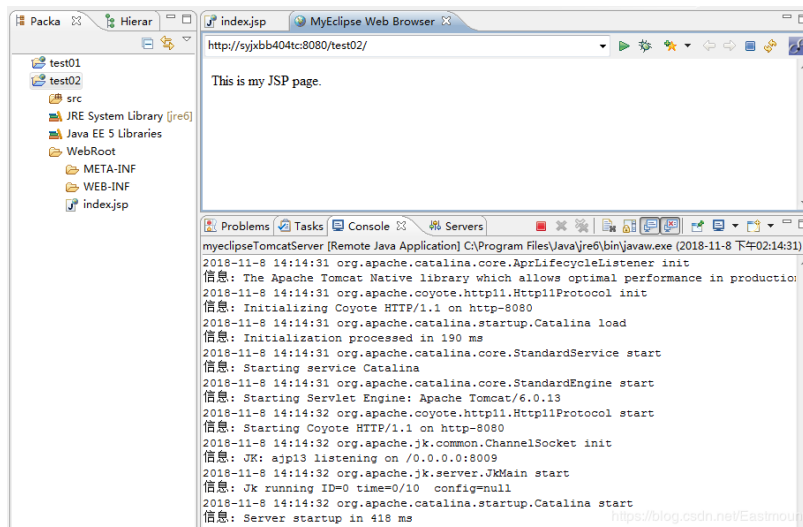 Packa
Hierar
test01
test02
src
JRE System Library [jre6]
Java EE 5 Libraries
WebRoot
META-INF
WEB-INF
index.jsp
index.jsp
MyEclipse Web Browser
http://syjxbb404tc:8080/test02/
This is my JSP page.
Problems
Tasks
Console
Servers
myeclipseTomcatServer [Remote Java Application] C:\Program Files\Java\jre6\bin\javaw.exe (2018-11-8 下午02:14:31)
2018-11-8 14:14:31 org.apache.catalina.core.AprLifecycleListener init
信息: The Apache Tomcat Native library which allows optimal performance in production
2018-11-8 14:14:31 org.apache.coyote.http11.Http11Protocol init
信息: Initializing Coyote HTTP/1.1 on http-8080
2018-11-8 14:14:31 org.apache.catalina.startup.Catalina load
信息: Initialization processed in 190 ms
2018-11-8 14:14:31 org.apache.catalina.core.StandardService start
信息: Starting service Catalina
2018-11-8 14:14:31 org.apache.catalina.core.StandardEngine start
信息: Starting Servlet Engine: Apache Tomcat/6.0.13
2018-11-8 14:14:32 org.apache.coyote.http11.Http11Protocol start
信息: Starting Coyote HTTP/1.1 on http-8080
2018-11-8 14:14:32 org.apache.jk.common.ChannelSocket init
信息: JK: ajp13 listening on /0.0.0.0:8009
2018-11-8 14:14:32 org.apache.jk.server.JkMain start
信息: Jk running ID=0 time=0/10  config=null
2018-11-8 14:14:32 org.apache.catalina.startup.Catalina start
信息: Server startup in 418 ms
https://blog.csdn.net/Eastmoun